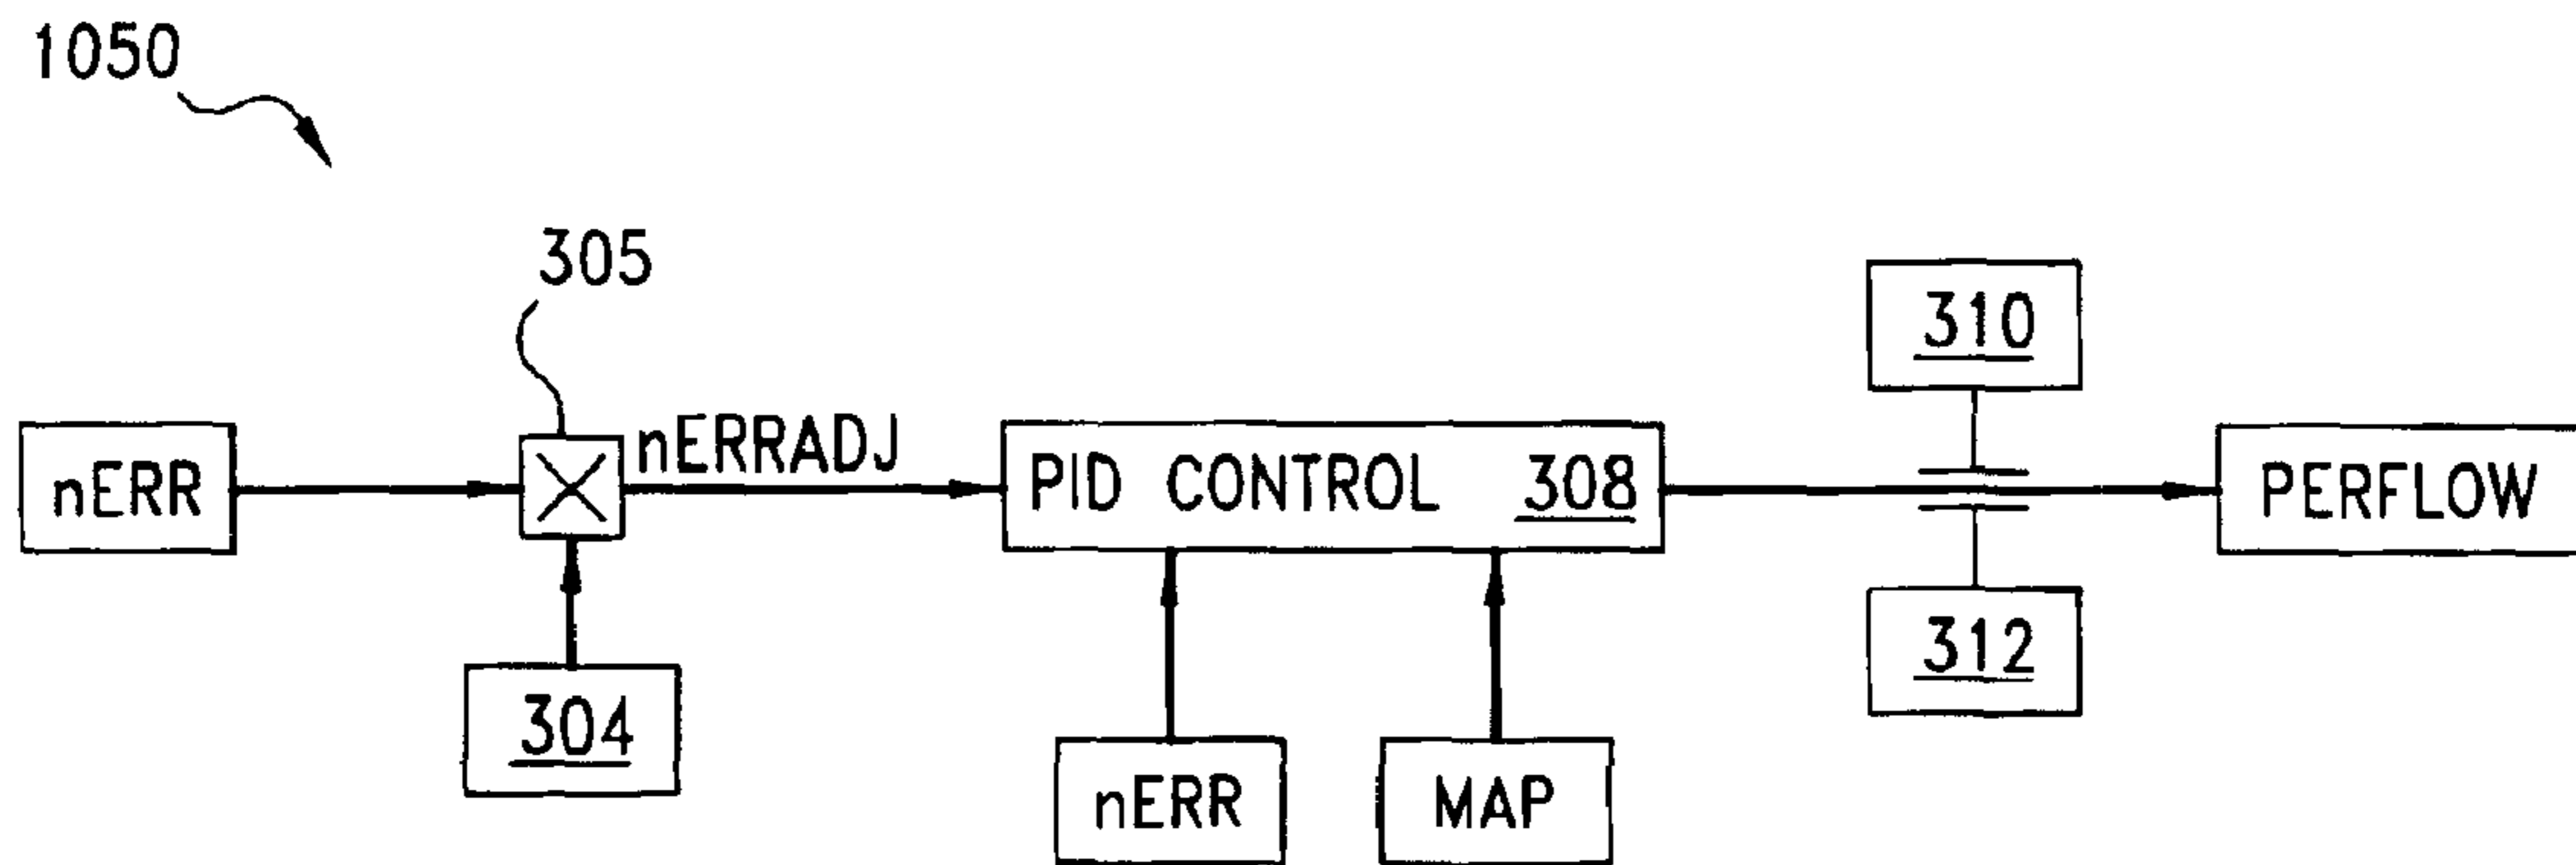 1050
305
310
nERR
nERRADJ
PID CONTROL 308
PERFLOW
304
312
nERR
MAP